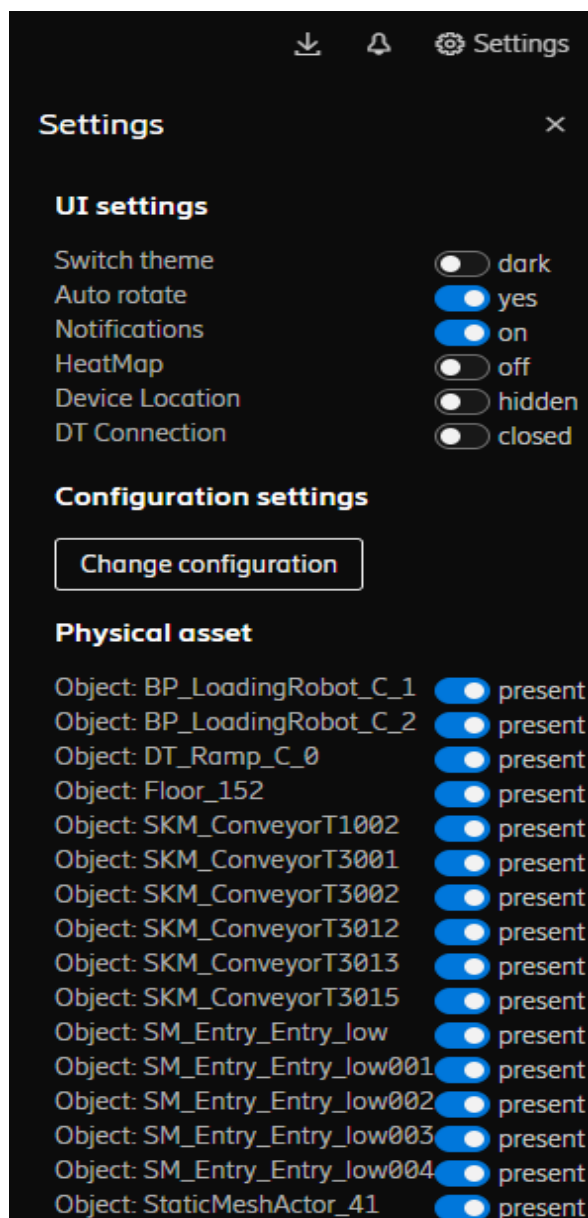 Settings
Settings
UI settings
Switch theme dark
Auto rotate yes
Notifications on
HeatMap off
Device Location hidden
DT Connection closed
Configuration settings
Change configuration
Physical asset
Object: BP_LoadingRobot_C_1 present
Object: BP_LoadingRobot_C_2 present
Object: DT_Ramp_C_0 present
Object: Floor_152 present
Object: SKM_ConveyorT1002 present
Object: SKM_ConveyorT3001 present
Object: SKM_ConveyorT3002 present
Object: SKM_ConveyorT3012 present
Object: SKM_ConveyorT3013 present
Object: SKM_ConveyorT3015 present
Object: SM_Entry_Entry_low present
Object: SM_Entry_Entry_low001 present
Object: SM_Entry_Entry_low002 present
Object: SM_Entry_Entry_low003 present
Object: SM_Entry_Entry_low004 present
Object: StaticMeshActor_41 present